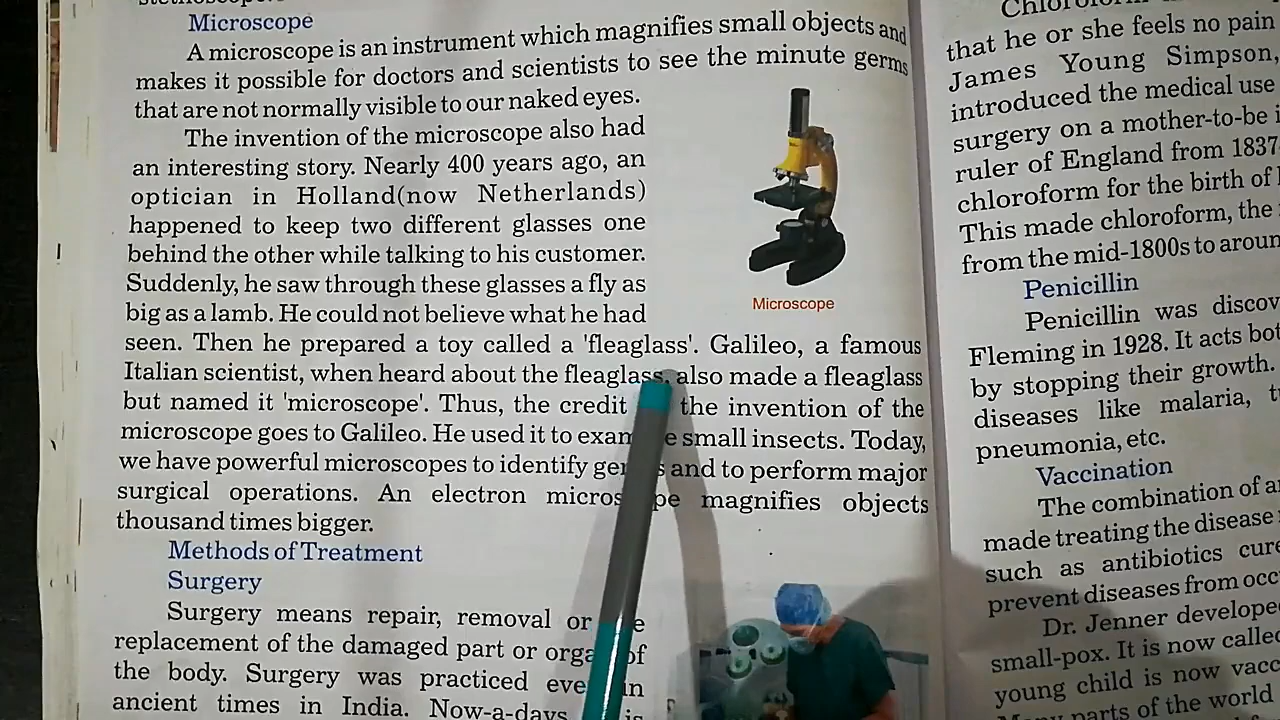 Microscope
A microscope is an instrument which magnifies small objects and
makes it possible for doctors and scientists to see the minute germs
that are not normally visible to our naked eyes.
The invention of the microscope also had
an interesting story. Nearly 400 years ago, an
optician in Holland(now Netherlands)
happened to keep two different glasses one
behind the other while talking to his customer.
Suddenly, he saw through these glasses a fly as
big as a lamb. He could not believe what he had
Microscope
seen. Then he prepared a toy called a 'fleaglass'. Galileo, a famous
Italian scientist, when heard about the fleaglass, also made a fleaglass
but named it 'microscope'. Thus, the credit the invention of the
microscope goes to Galileo. He used it to small insects. Today,
we have powerful microscopes to identify and to perform major
surgical operations. An electron magnifies objects
thousand times bigger.
Methods of Treatment
Surgery
Surgery means repair, removal or
replacement of the damaged part or of
the body. Surgery was practiced in
ancient times in India. Now-a-days is
that he or she feels no pain
James Young Simpson,
introduced the medical use
surgery on a mother-to-be
ruler of England from 1837
chloroform for the birth of
This made chloroform, the
from the mid-1800s to
Penicillin
Penicillin was
Fleming in 1928. It acts
by stopping their growth.
diseases like malaria,
pneumonia, etc.
Vaccination
The combination of
made treating the disease
such as antibiotics
prevent diseases from
Dr. Jenner
small-pox. It is now called
young child is now
parts of the world